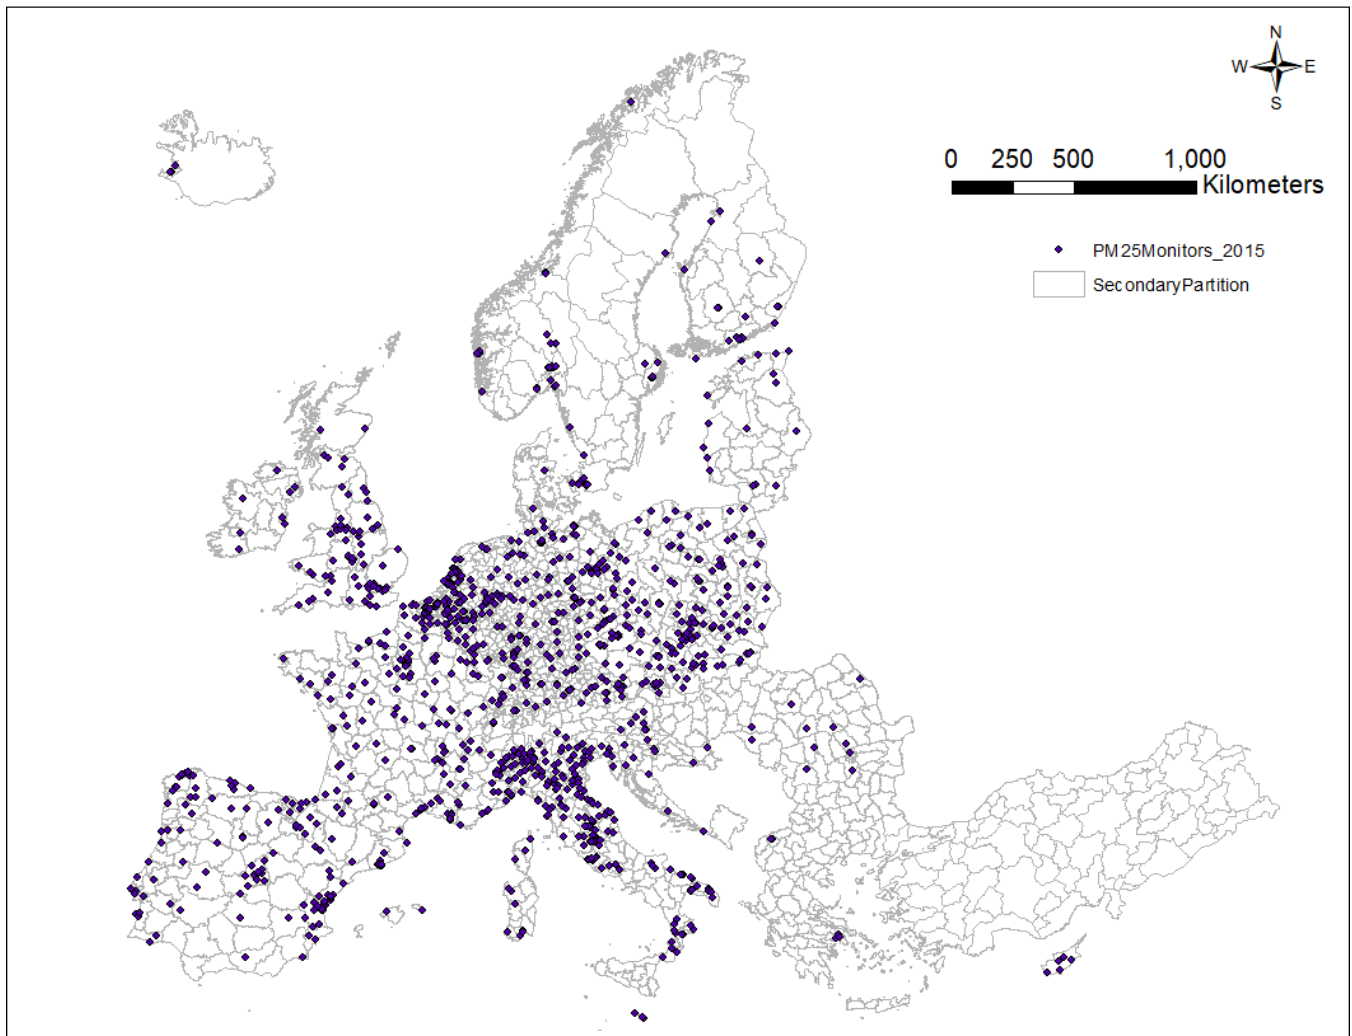 N
W E
S
0 250 500 1,000
Kilometers
PM25Monitors_2015
SecondaryPartition